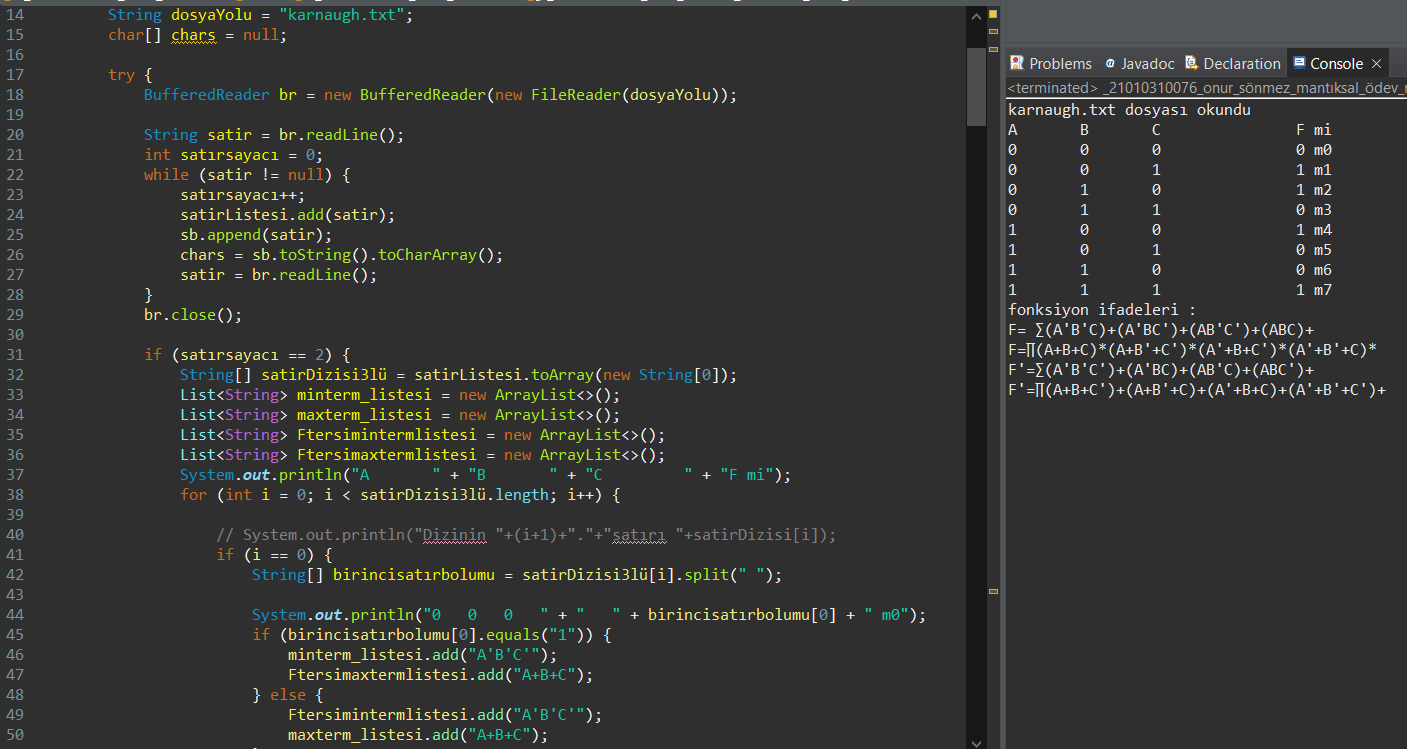 14 String dosyaYolu = "karnaugh.txt";
15 char[] chars = null;
16
17 try {
18 BufferedReader br = new BufferedReader(new FileReader(dosyaYolu));
19
20 String satir = br.readLine();
21 int satırsayacı = 0;
22 while (satir != null) {
23 satırsayacı++;
24 satirListesi.add(satir);
25 sb.append(satir);
26 chars = sb.toString().toCharArray();
27 satir = br.readLine();
28 }
29 br.close();
30
31 if (satırsayacı == 2) {
32 String[] satirDizisi3lü = satirListesi.toArray(new String[0]);
33 List<String> minterm_listesi = new ArrayList<>();
34 List<String> maxterm_listesi = new ArrayList<>();
35 List<String> Ftersimintermlistesi = new ArrayList<>();
36 List<String> Ftersimaxtermlistesi = new ArrayList<>();
37 System.out.println("A       " + "B       " + "C         " + "F mi");
38 for (int i = 0; i < satirDizisi3lü.length; i++) {
39
40 // System.out.println("Dizinin "+(i+1)+"."+"satırı "+satirDizisi[i]);
41 if (i == 0) {
42 String[] birincisatırbolumu = satirDizisi3lü[i].split(" ");
43
44 System.out.println("0   0   0   " + "   " + birincisatırbolumu[0] + " m0");
45 if (birincisatırbolumu[0].equals("1")) {
46 minterm_listesi.add("A'B'C'");
47 Ftersimaxtermlistesi.add("A+B+C");
48 } else {
49 Ftersimintermlistesi.add("A'B'C'");
50 maxterm_listesi.add("A+B+C");
Problems @ Javadoc Declaration Console
<terminated> _21010310076_onur_sönmez_mantıksal_ödev_
karnaugh.txt dosyası okundu
A B C F mi
0 0 0 0 m0
0 0 1 1 m1
0 1 0 1 m2
0 1 1 0 m3
1 0 0 1 m4
1 0 1 0 m5
1 1 0 0 m6
1 1 1 1 m7
fonksiyon ifadeleri :
F= ∑(A'B'C)+(A'BC')+(AB'C')+(ABC)+
F=∏(A+B+C)*(A+B'+C')*(A'+B+C')*(A'+B'+C)*
F'=∑(A'B'C')+(A'BC)+(AB'C)+(ABC')+
F'=∏(A+B+C')+(A+B'+C)+(A'+B+C)+(A'+B'+C')+